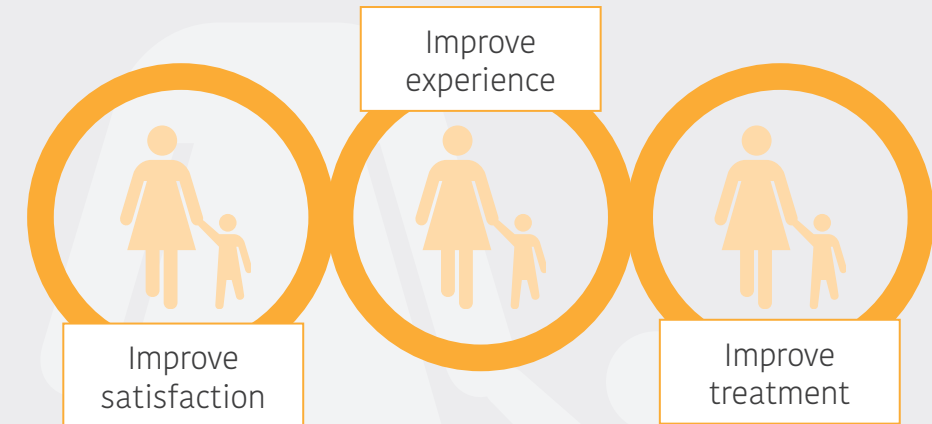 Improve
experience
Improve
satisfaction
Improve
treatment